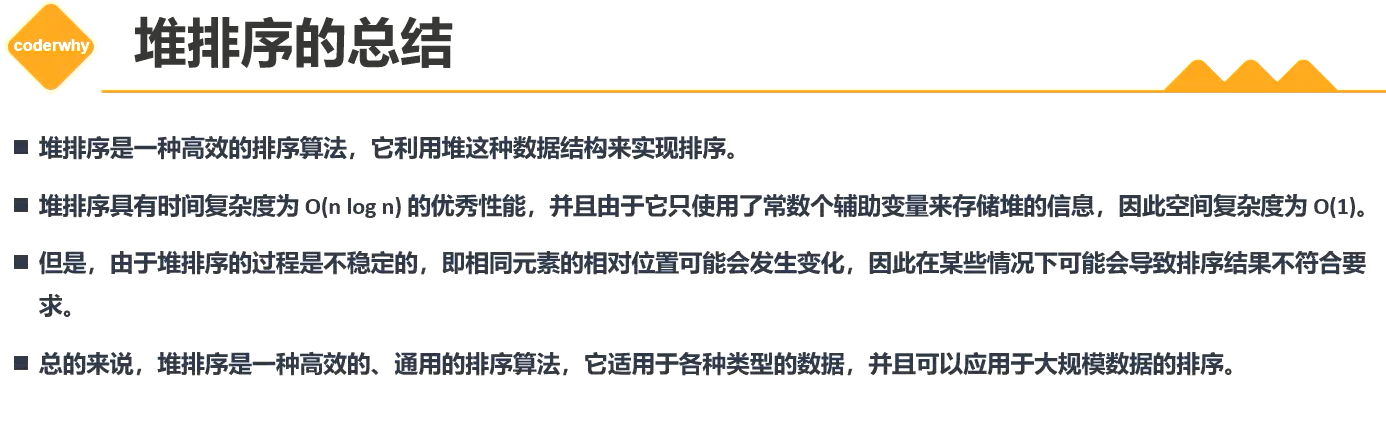 coderwhy
堆排序的总结
■ 堆排序是一种高效的排序算法，它利用堆这种数据结构来实现排序。
■ 堆排序具有时间复杂度为 O(n log n) 的优秀性能，并且由于它只使用了常数个辅助变量来存储堆的信息，因此空间复杂度为 O(1)。
■ 但是，由于堆排序的过程是不稳定的，即相同元素的相对位置可能会发生变化，因此在某些情况下可能会导致排序结果不符合要
求。
■ 总的来说，堆排序是一种高效的、通用的排序算法，它适用于各种类型的数据，并且可以应用于大规模数据的排序。